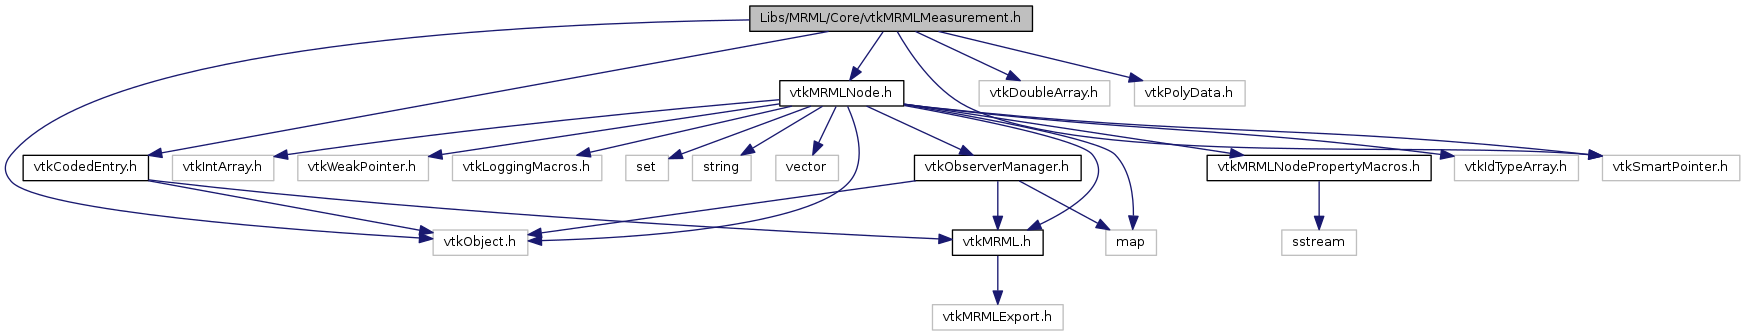 Libs/MRML/Core/vtkMRMLMeasurement.h
vtkMRMLNode.h
vtkDoubleArray.h
vtkPolyData.h
vtkCodedEntry.h
vtkIntArray.h
vtkWeakPointer.h
vtkLoggingMacros.h
set
string
vector
vtkObserverManager.h
vtkMRMLNodePropertyMacros.h
vtkIdTypeArray.h
vtkSmartPointer.h
vtkObject.h
vtkMRML.h
map
sstream
vtkMRMLExport.h